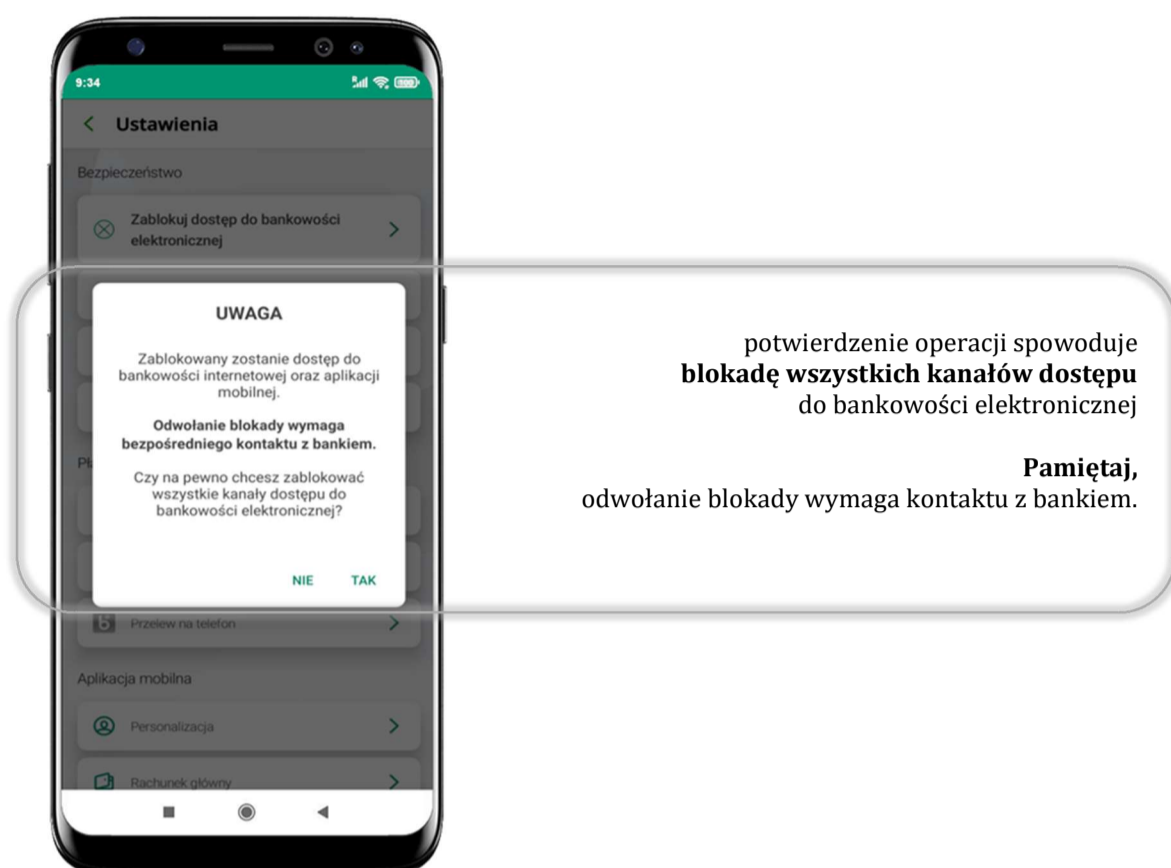 9:34
Ustawienia
Bezpieczeństwo
Zablokuj dostęp do bankowości
elektronicznej
UWAGA
Zablokowany zostanie dostęp do
bankowości internetowej oraz aplikacji
mobilnej.
Odwołanie blokady wymaga
bezpośredniego kontaktu z bankiem.
Czy na pewno chcesz zablokować
wszystkie kanały dostępu do
bankowości elektronicznej?
NIE TAK
Przelew na telefon
Aplikacja mobilna
Personalizacja
Rachunek główny
potwierdzenie operacji spowoduje
blokadę wszystkich kanałów dostępu
do bankowości elektronicznej
Pamiętaj,
odwołanie blokady wymaga kontaktu z bankiem.